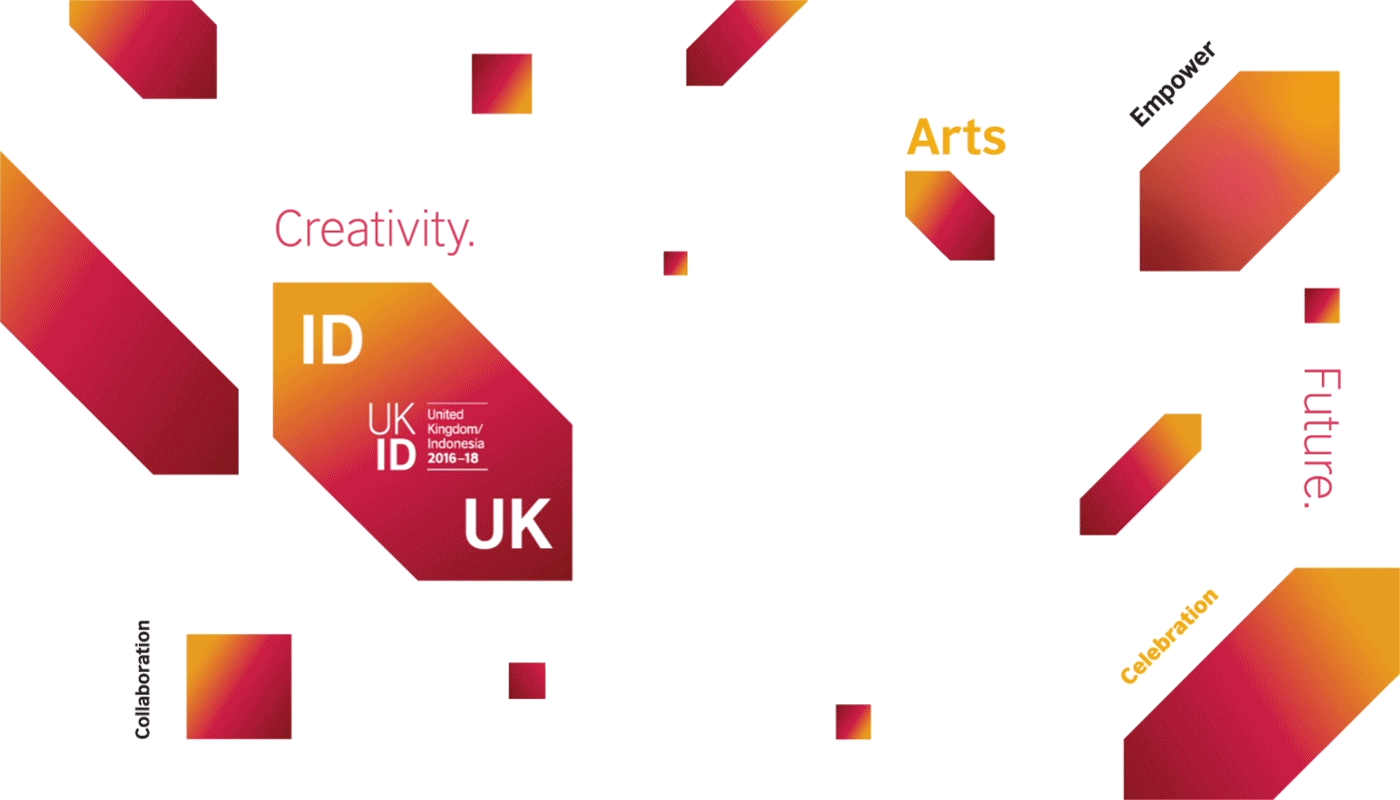 Empower
Arts
Creativity.
ID
UK
ID
United
Kingdom/
Indonesia
2016–18
UK
Future.
Celebration
Collaboration